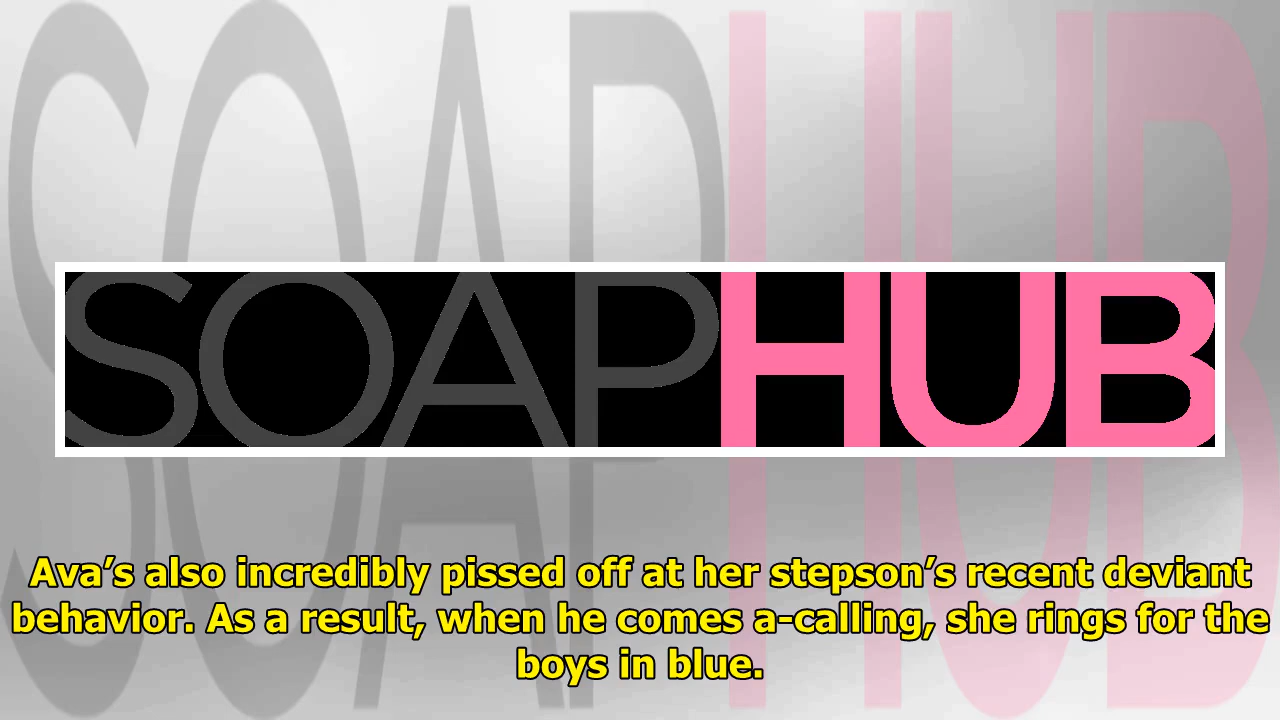 SOAPHUB
SOAPHUB
Ava’s also incredibly pissed off at her stepson’s recent deviant
behavior. As a result, when he comes a-calling, she rings for the
boys in blue.